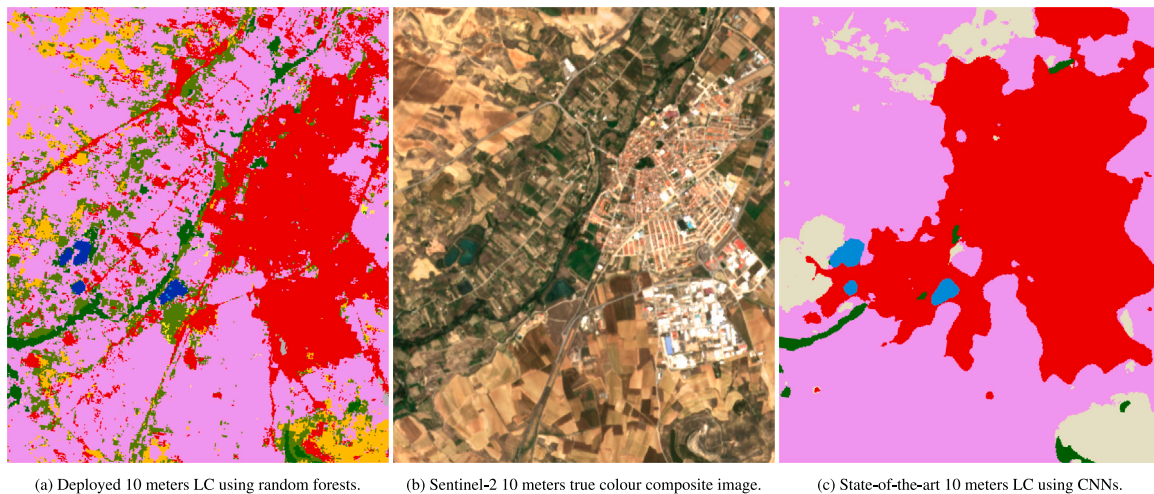 (a) Deployed 10 meters LC using random forests.
(b) Sentinel-2 10 meters true colour composite image.
(c) State-of-the-art 10 meters LC using CNNs.